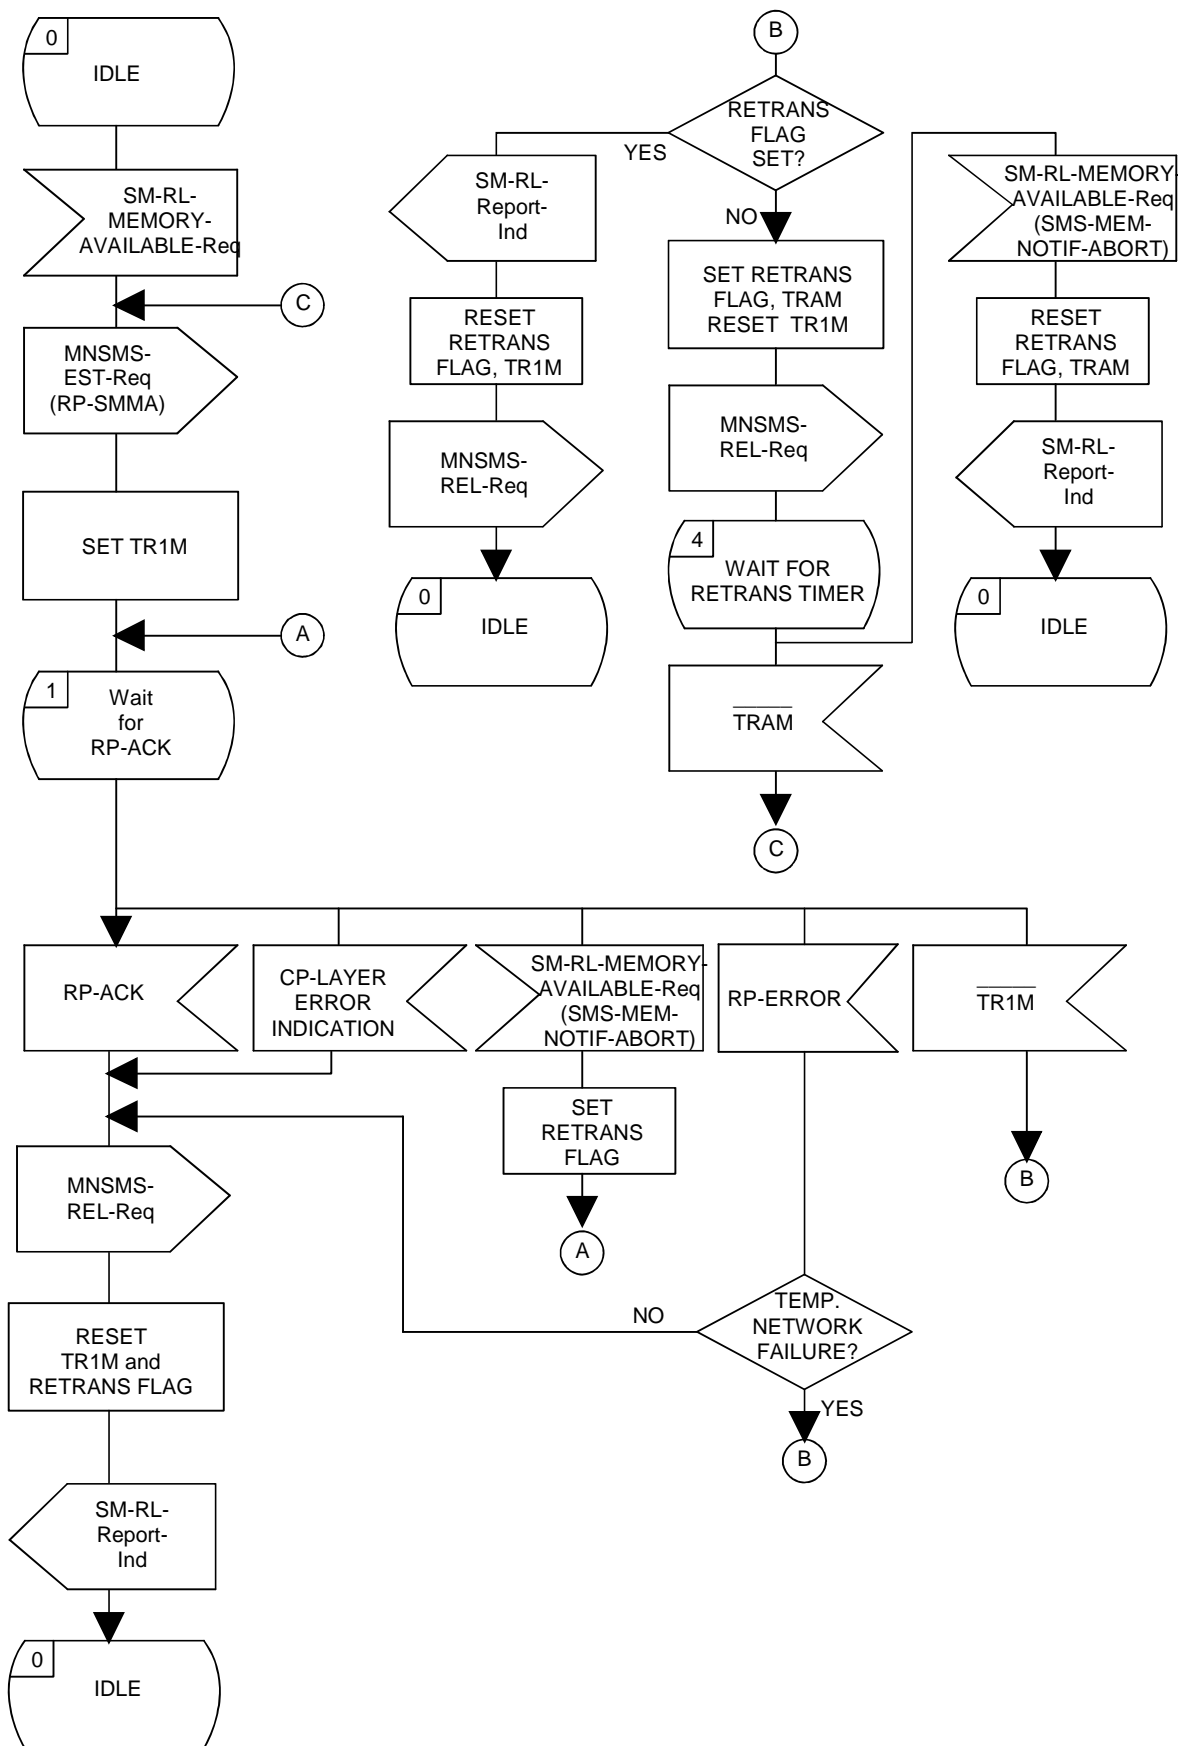 0
IDLE
SM-RL-
MEMORY-
AVAILABLE-Req
C
MNSMS-
EST-Req
(RP-SMMA)
SET TR1M
A
1
Wait
for
RP-ACK
B
RETRANS
FLAG
SET?
YES
NO
SM-RL-
Report-
Ind
RESET
RETRANS
FLAG, TR1M
MNSMS-
REL-Req
0
IDLE
SET RETRANS
FLAG, TRAM
RESET TR1M
MNSMS-
REL-Req
4
WAIT FOR
RETRANS TIMER
TRAM
C
SM-RL-MEMORY-
AVAILABLE-Req
(SMS-MEM-
NOTIF-ABORT)
RESET
RETRANS
FLAG, TRAM
SM-RL-
Report-
Ind
0
IDLE
RP-ACK
CP-LAYER
ERROR
INDICATION
SM-RL-MEMORY-
AVAILABLE-Req
(SMS-MEM-
NOTIF-ABORT)
RP-ERROR
TR1M
SET
RETRANS
FLAG
A
B
MNSMS-
REL-Req
NO
TEMP.
NETWORK
FAILURE?
YES
B
RESET
TR1M and
RETRANS FLAG
SM-RL-
Report-
Ind
0
IDLE